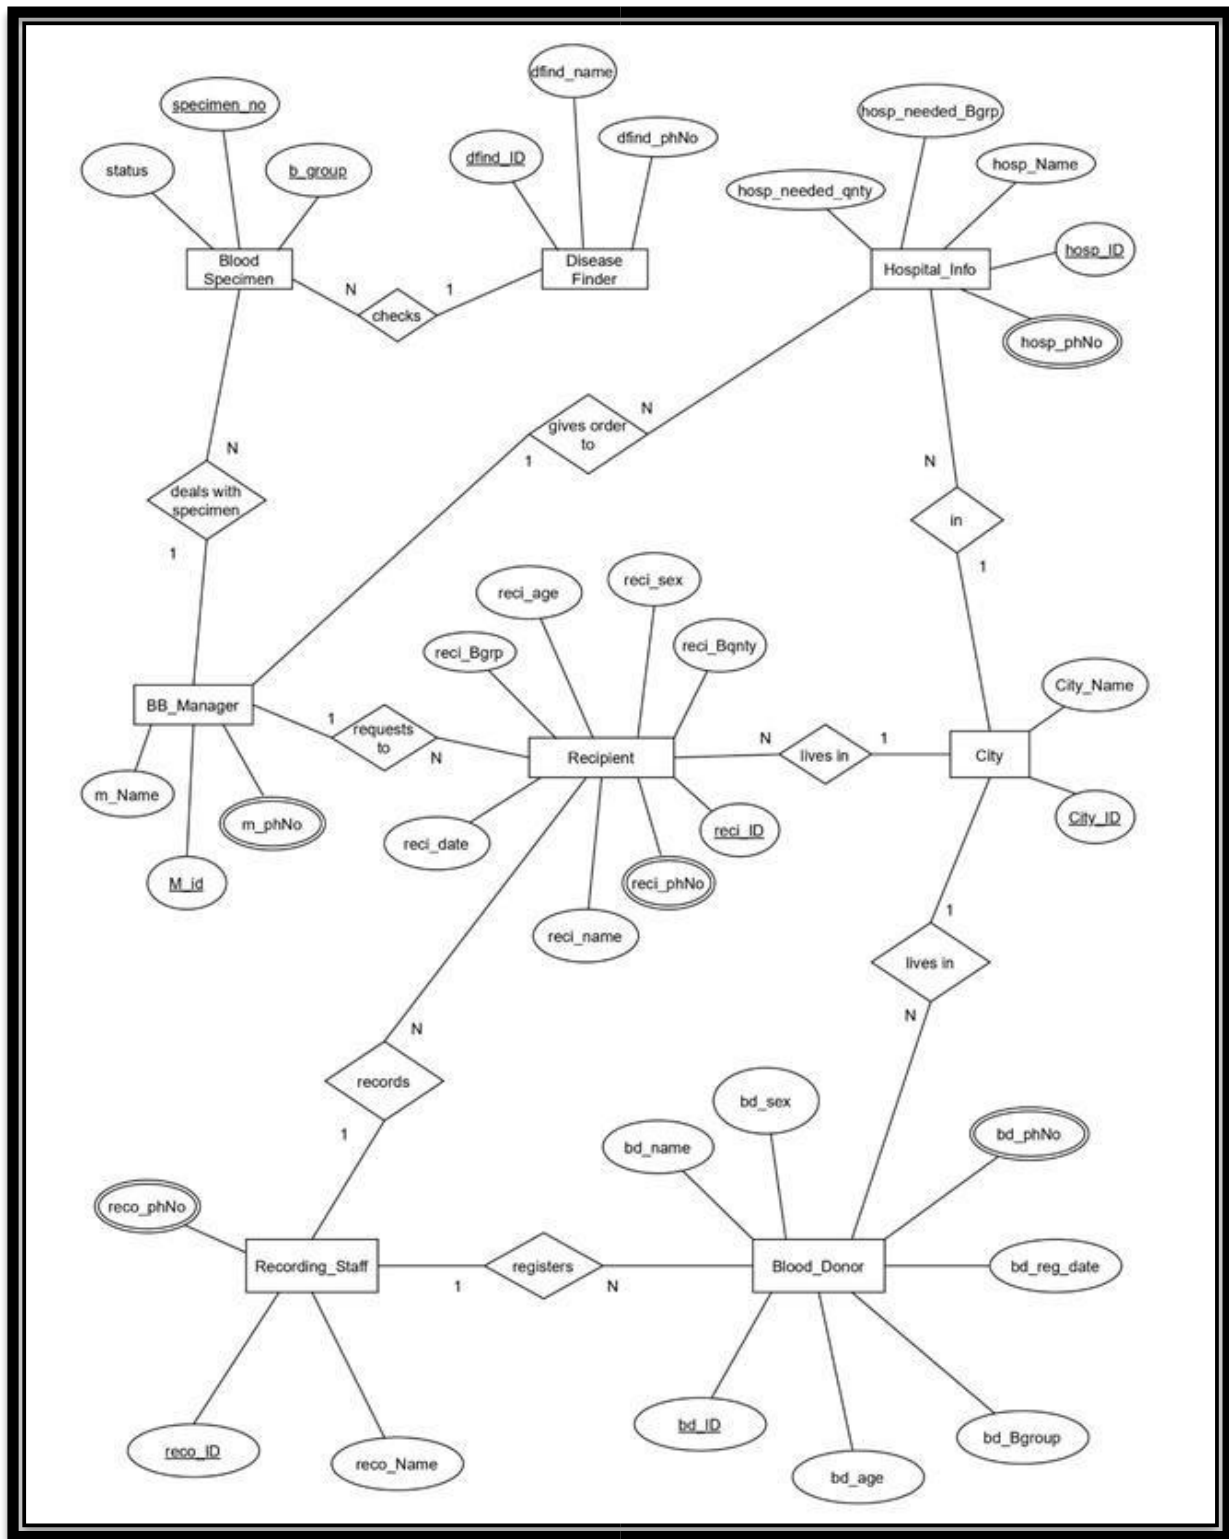 dfind_name
specimen_no
hosp_needed_Bgrp
dfind_phNo
dfind_ID
status
b_group
hosp_Name
hosp_needed_qnty
hosp_ID
Blood
Specimen
Disease
Finder
Hospital_Info
N
1
checks
hosp_phNo
gives order
to
N
1
N
deals with
specimen
1
N
in
1
reci_age
reci_sex
reci_Bgrp
reci_Bqnty
City_Name
BB_Manager
1
requests
to
N
Recipient
N
lives in
1
City
m_Name
m_phNo
M_id
reci_date
reci_ID
reci_phNo
reci_name
City_ID
1
lives in
N
N
records
1
bd_sex
bd_name
bd_phNo
reco_phNo
Recording_Staff
1
registers
N
Blood_Donor
bd_reg_date
reco_ID
reco_Name
bd_ID
bd_age
bd_Bgroup